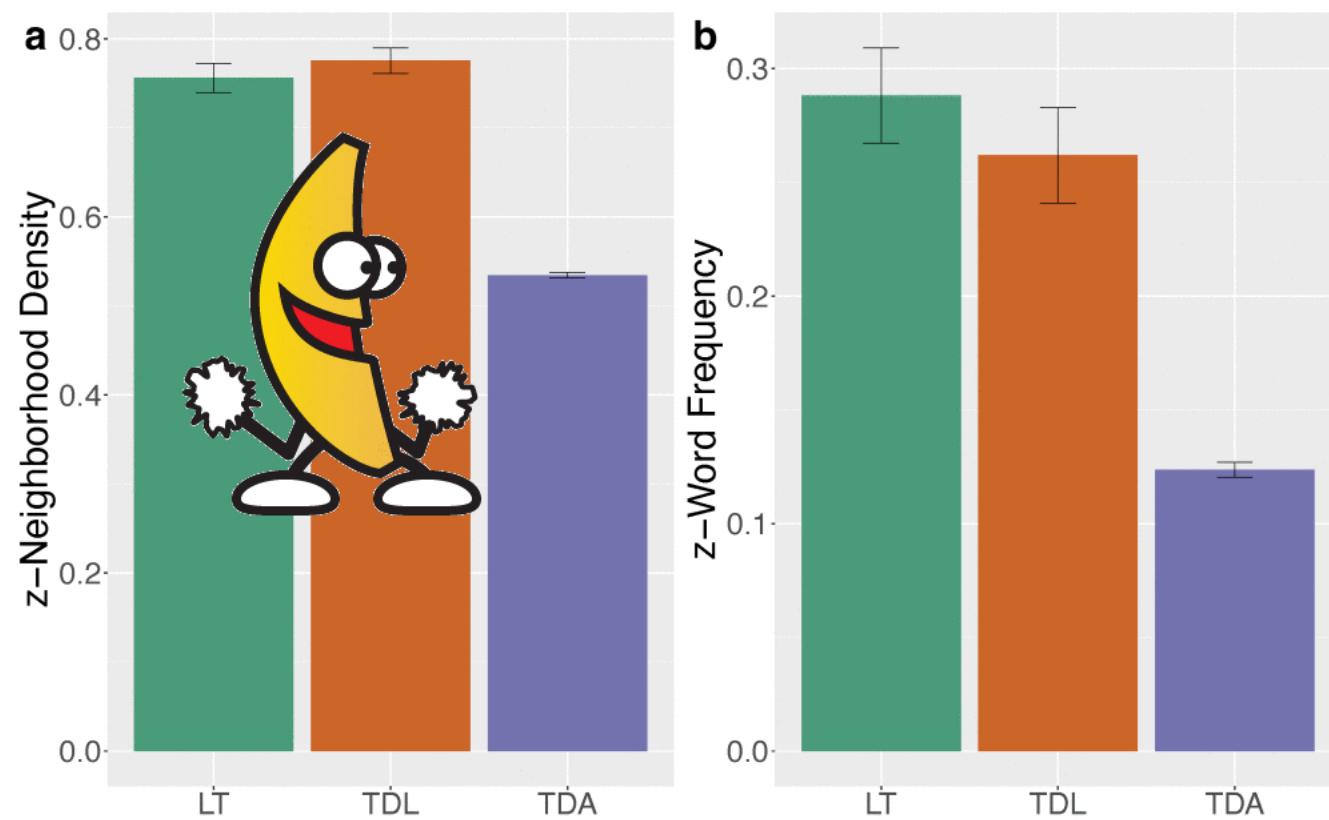 a
z−Neighborhood Density
0.8
0.6
0.4
0.2
0.0
LT TDL TDA
b
z−Word Frequency
0.3
0.2
0.1
0.0
LT TDL TDA